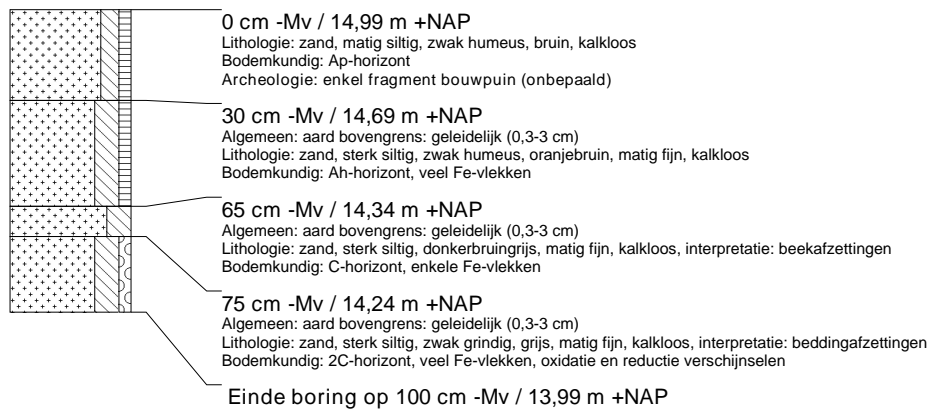 0 cm -Mv / 14,99 m +NAP
Lithologie: zand, matig siltig, zwak humeus, bruin, kalkloos
Bodemkundig: Ap-horizont
Archeologie: enkel fragment bouwpuin (onbepaald)
30 cm -Mv / 14,69 m +NAP
Algemeen: aard bovengrens: geleidelijk (0,3-3 cm)
Lithologie: zand, sterk siltig, zwak humeus, oranjebruin, matig fijn, kalkloos
Bodemkundig: Ah-horizont, veel Fe-vlekken
65 cm -Mv / 14,34 m +NAP
Algemeen: aard bovengrens: geleidelijk (0,3-3 cm)
Lithologie: zand, sterk siltig, donkerbruingrijs, matig fijn, kalkloos, interpretatie: beekafzettingen
Bodemkundig: C-horizont, enkele Fe-vlekken
75 cm -Mv / 14,24 m +NAP
Algemeen: aard bovengrens: geleidelijk (0,3-3 cm)
Lithologie: zand, sterk siltig, zwak grindig, grijs, matig fijn, kalkloos, interpretatie: beddingafzettingen
Bodemkundig: 2C-horizont, veel Fe-vlekken, oxidatie en reductie verschijnselen
Einde boring op 100 cm -Mv / 13,99 m +NAP